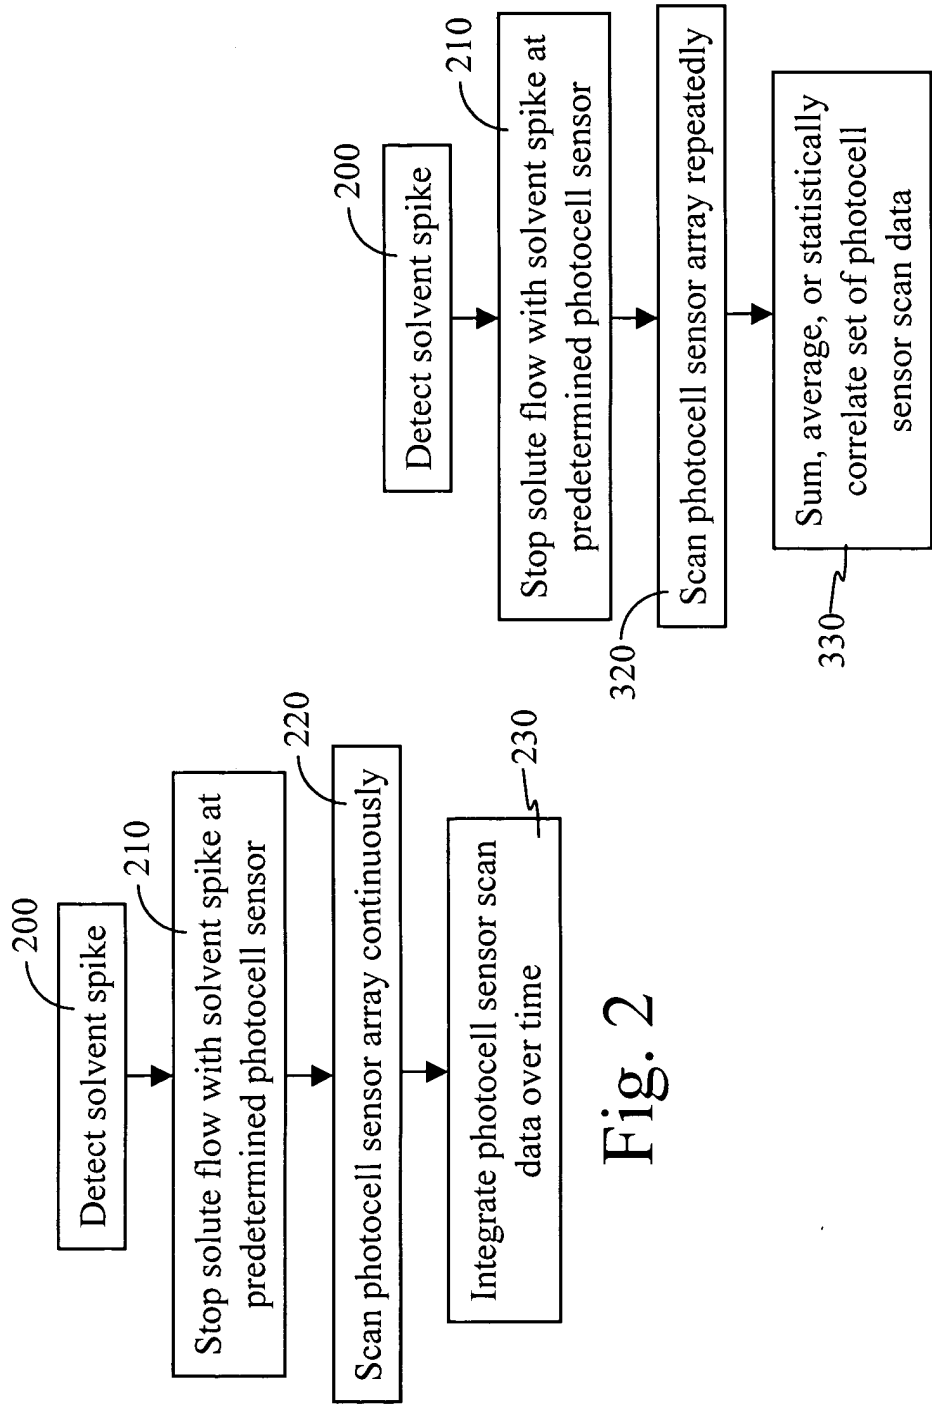 200
Detect solvent spike
210
Stop solute flow with solvent spike at
predetermined photocell sensor
220
Scan photocell sensor array continuously
Integrate photocell sensor scan
data over time
230
Fig. 2
200
Detect solvent spike
210
Stop solute flow with solvent spike at
predetermined photocell sensor
320
Scan photocell sensor array repeatedly
Sum, average, or statistically
correlate set of photocell
sensor scan data
330